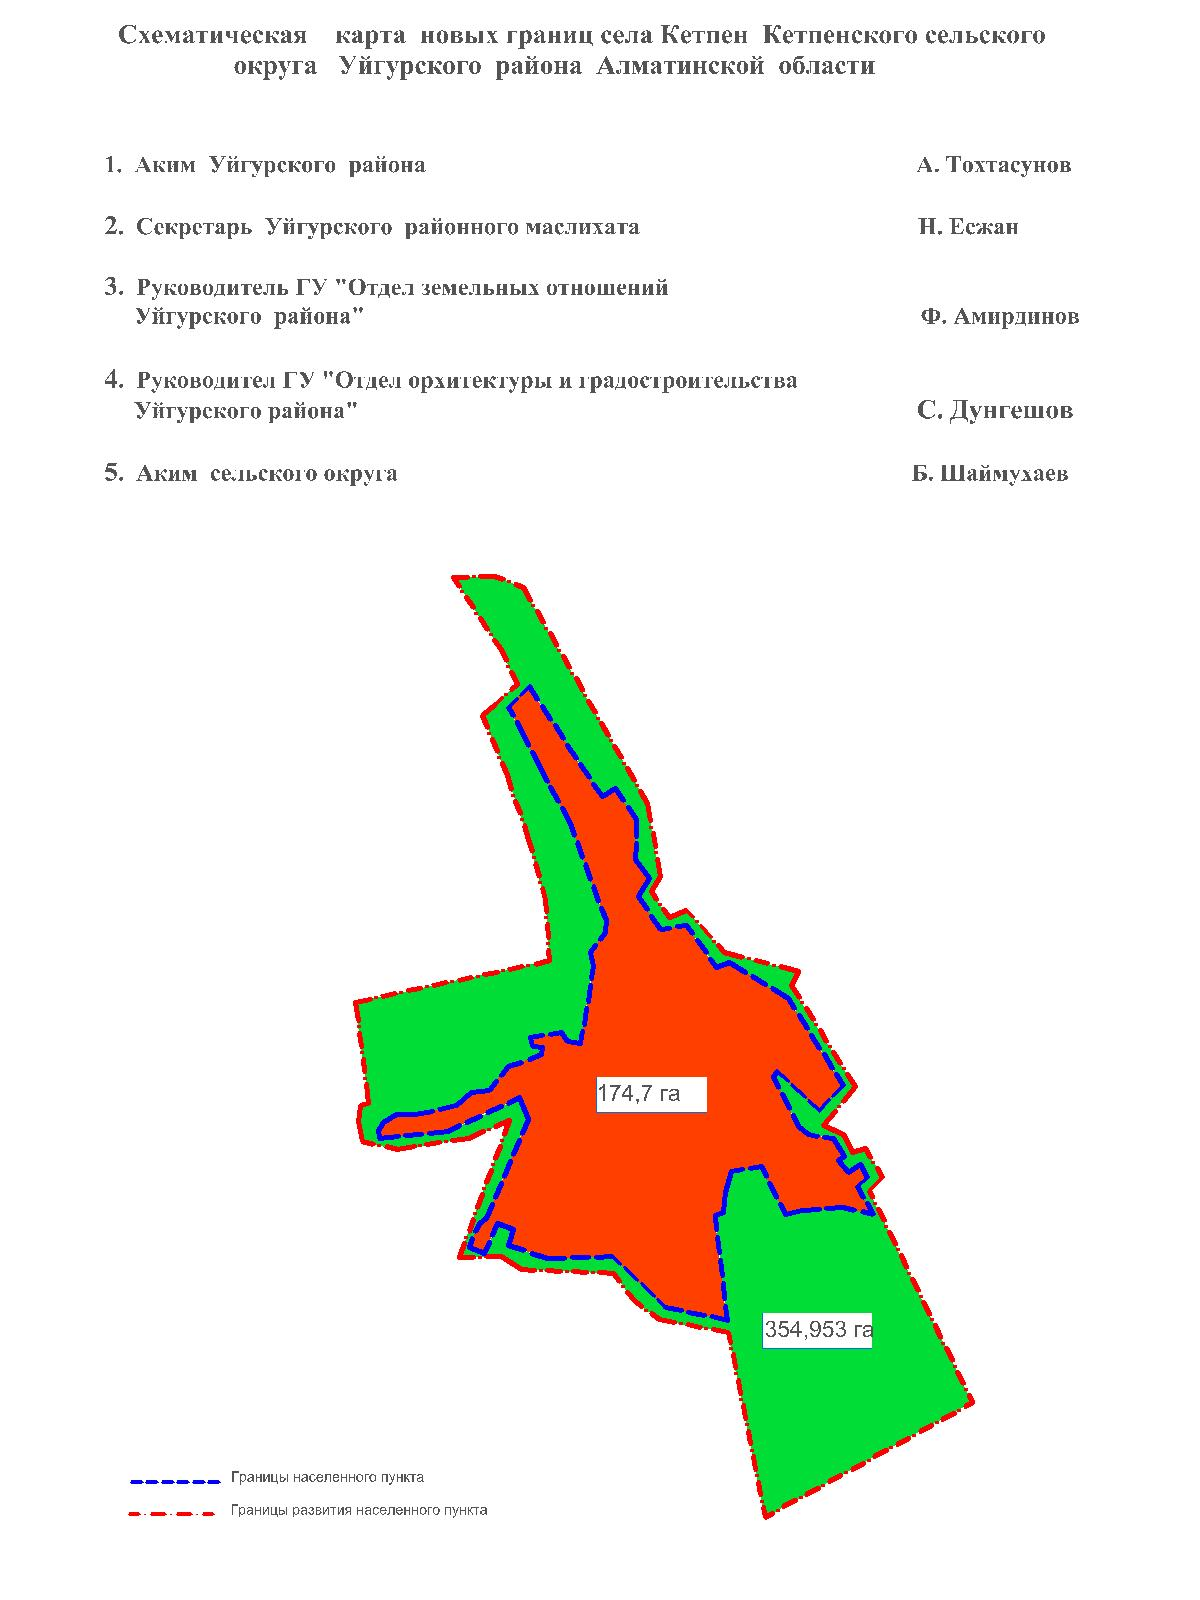 Схематическая карта новых границ села Кетпен Кетпенского сельского
округа Уйгурского района Алматинской области
1. Аким Уйгурского района А. Тохтасунов
2. Секретарь Уйгурского районного маслихата Н. Есжан
3. Руководитель ГУ "Отдел земельных отношений
Уйгурского района" Ф. Амирдинов
4. Руководител ГУ "Отдел орхитектуры и градостроительства
Уйгурского района" С. Дунгешов
5. Аким сельского округа Б. Шаймухаев
174,7 га
354,953 га
Границы населенного пункта
Границы развития населенного пункта